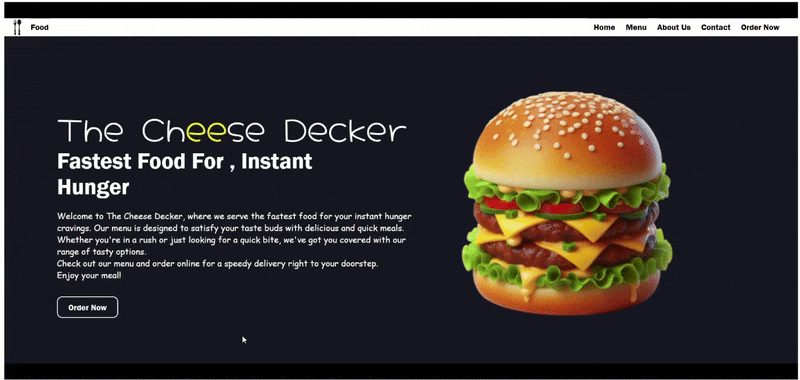 Food
Home Menu About Us Contact Order Now
The Cheese Decker
Fastest Food For , Instant
Hunger
Welcome to The Cheese Decker, where we serve the fastest food for your instant hunger
cravings. Our menu is designed to satisfy your taste buds with delicious and quick meals.
Whether you're in a rush or just looking for a quick bite, we've got you covered with our
range of tasty options.
Check out our menu and order online for a speedy delivery right to your doorstep.
Enjoy your meal!
Order Now